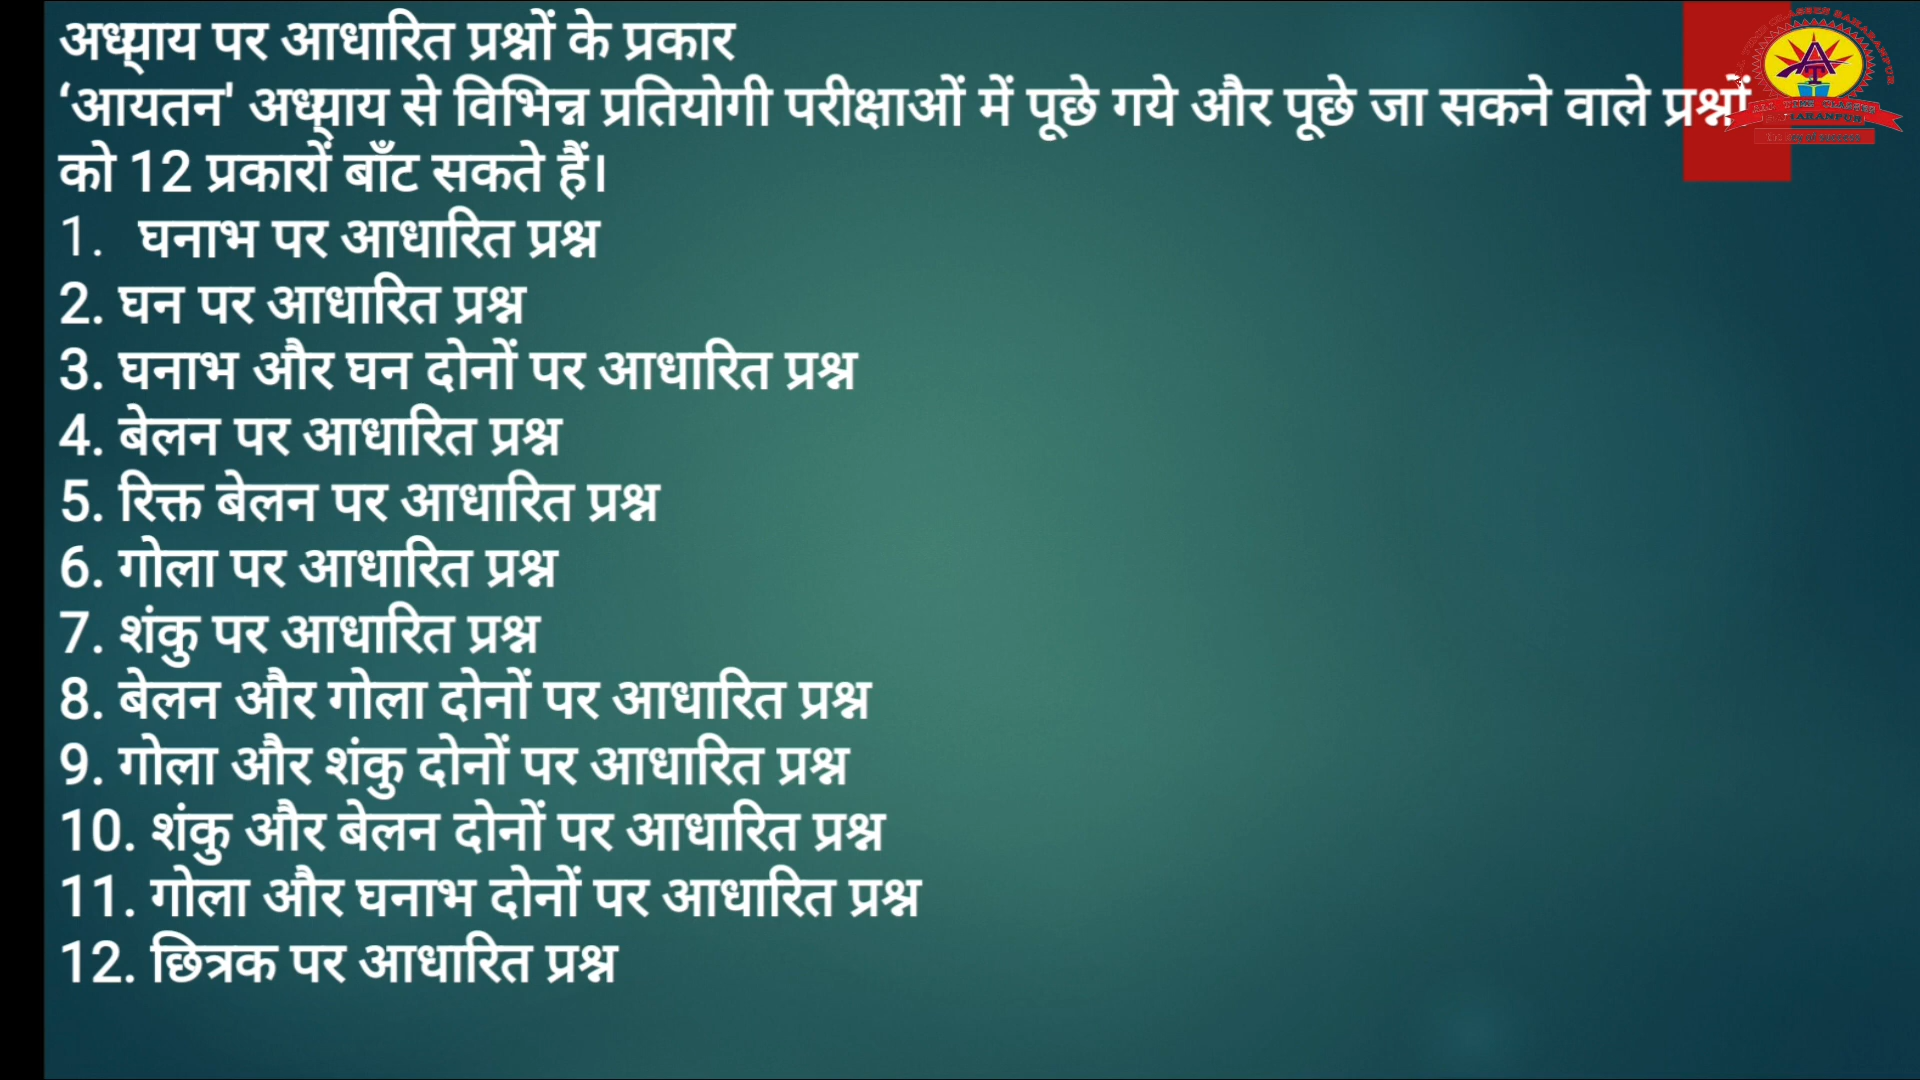 अध्याय पर आधारित प्रश्नों के प्रकार
‘आयतन' अध्याय से विभिन्न प्रतियोगी परीक्षाओं में पूछे गये और पूछे जा सकने वाले प्रश्नों
को 12 प्रकारों बाँट सकते हैं।
1. घनाभ पर आधारित प्रश्न
2. घन पर आधारित प्रश्न
3. घनाभ और घन दोनों पर आधारित प्रश्न
4. बेलन पर आधारित प्रश्न
5. रिक्त बेलन पर आधारित प्रश्न
6. गोला पर आधारित प्रश्न
7. शंकु पर आधारित प्रश्न
8. बेलन और गोला दोनों पर आधारित प्रश्न
9. गोला और शंकु दोनों पर आधारित प्रश्न
10. शंकु और बेलन दोनों पर आधारित प्रश्न
11. गोला और घनाभ दोनों पर आधारित प्रश्न
12. छित्रक पर आधारित प्रश्न